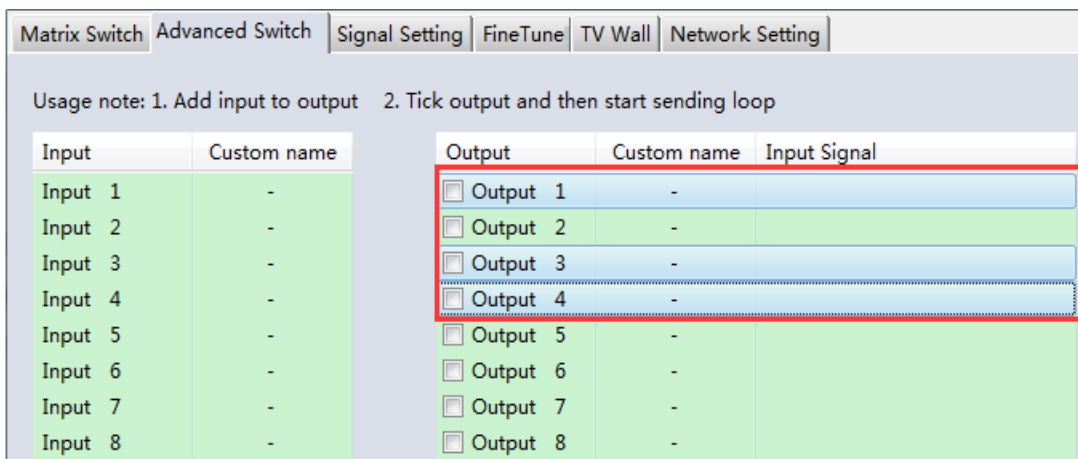 Matrix Switch Advanced Switch Signal Setting FineTune TV Wall Network Setting
Usage note: 1. Add input to output 2. Tick output and then start sending loop
Input Custom name Output Custom name Input Signal
Input 1 - Output 1 -
Input 2 - Output 2 -
Input 3 - Output 3 -
Input 4 - Output 4 -
Input 5 - Output 5 -
Input 6 - Output 6 -
Input 7 - Output 7 -
Input 8 - Output 8 -